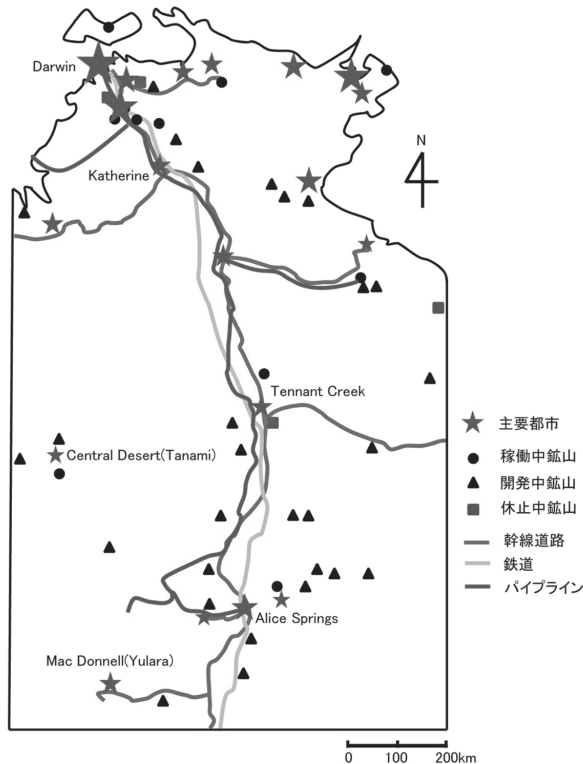 Darwin
N
Katherine
Tennant Creek
Central Desert(Tanami)
Alice Springs
Mac Donnell(Yulara)
主要都市
稼働中鉱山
開発中鉱山
休止中鉱山
幹線道路
鉄道
パイプライン
0 100 200km